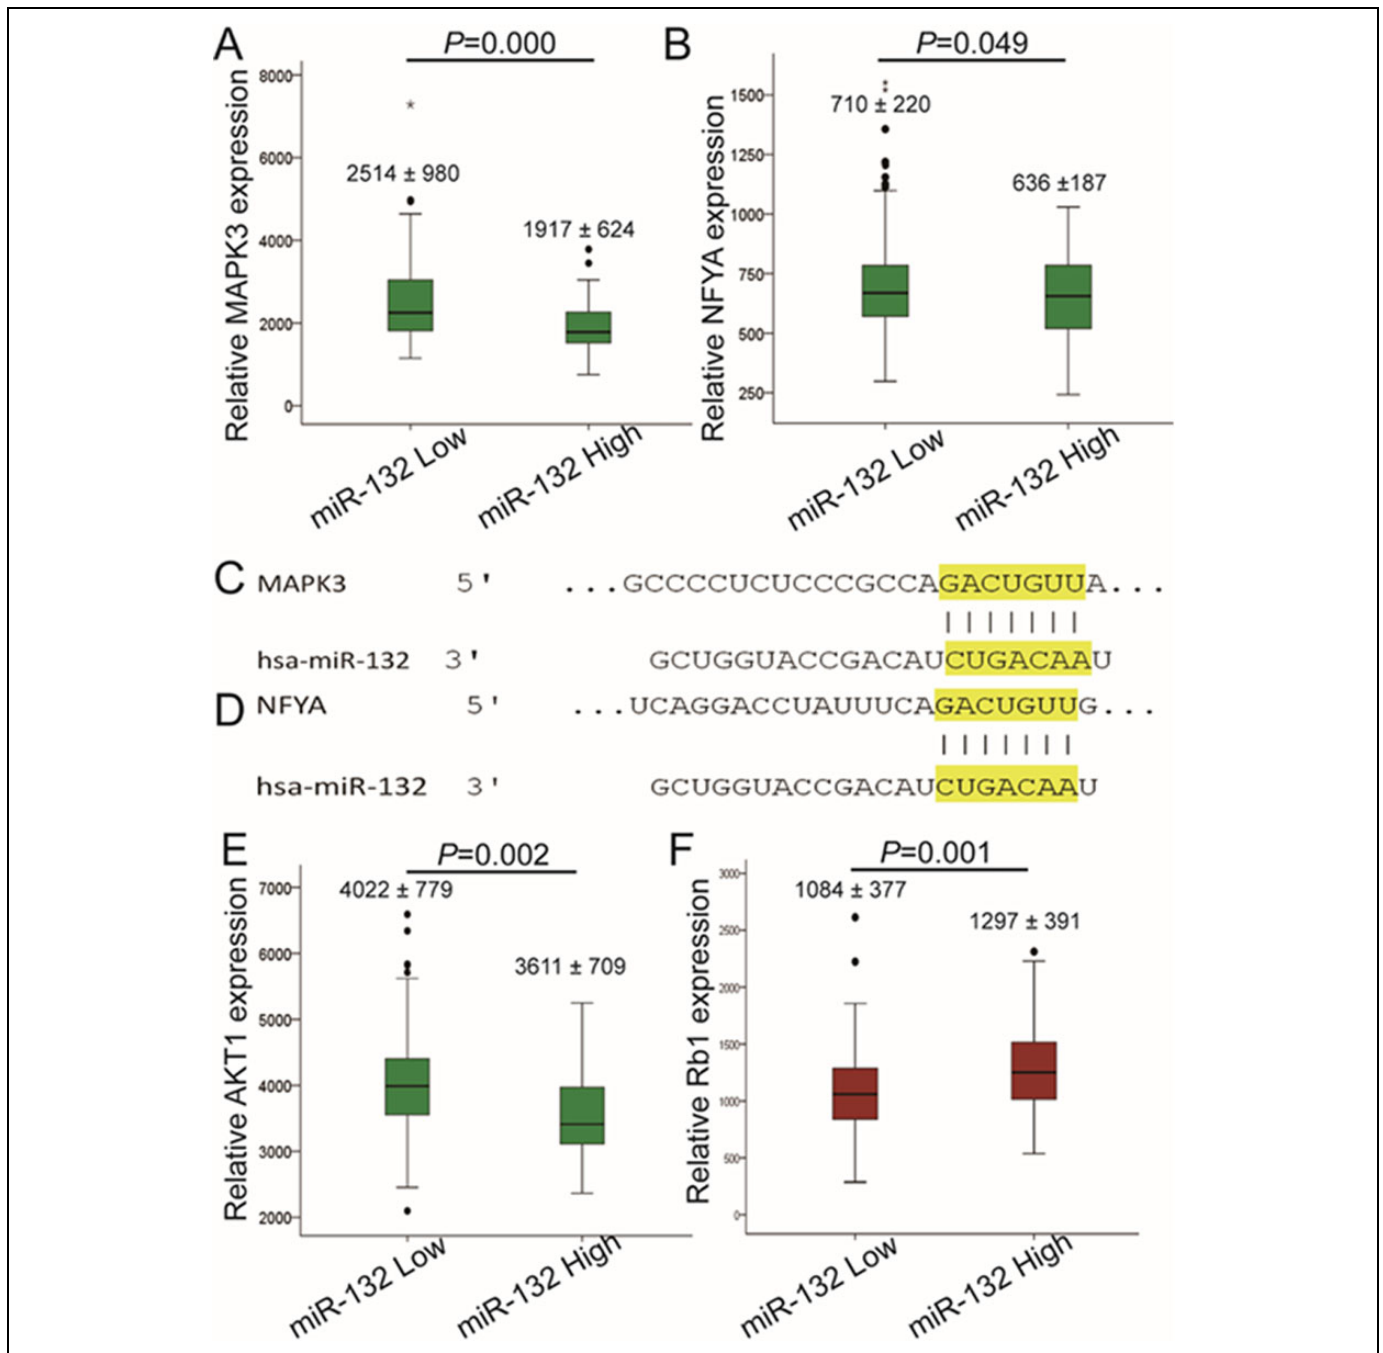 A
P=0.000
Relative MAPK3 expression
8000
6000
4000
2000
0
*
2514 ± 980
1917 ± 624
miR-132 Low
miR-132 High
B
P=0.049
Relative NFYA expression
1500
1250
1000
750
500
250
710 ± 220
636 ±187
miR-132 Low
miR-132 High
C MAPK3 5' ...GCCCCUCUCCCGCCAGACUGUUA...
hsa-miR-132 3' GCUGGUACCGACAUCUGACAAU
D NFYA 5' ...UCAGGACCUAUUUCAGACUGUUG...
hsa-miR-132 3' GCUGGUACCGACAUCUGACAAU
E
P=0.002
Relative AKT1 expression
7000
6000
5000
4000
3000
2000
4022 ± 779
3611 ± 709
miR-132 Low
miR-132 High
F
P=0.001
Relative Rb1 expression
3000
2500
2000
1500
1000
500
0
1084 ± 377
1297 ± 391
miR-132 Low
miR-132 High